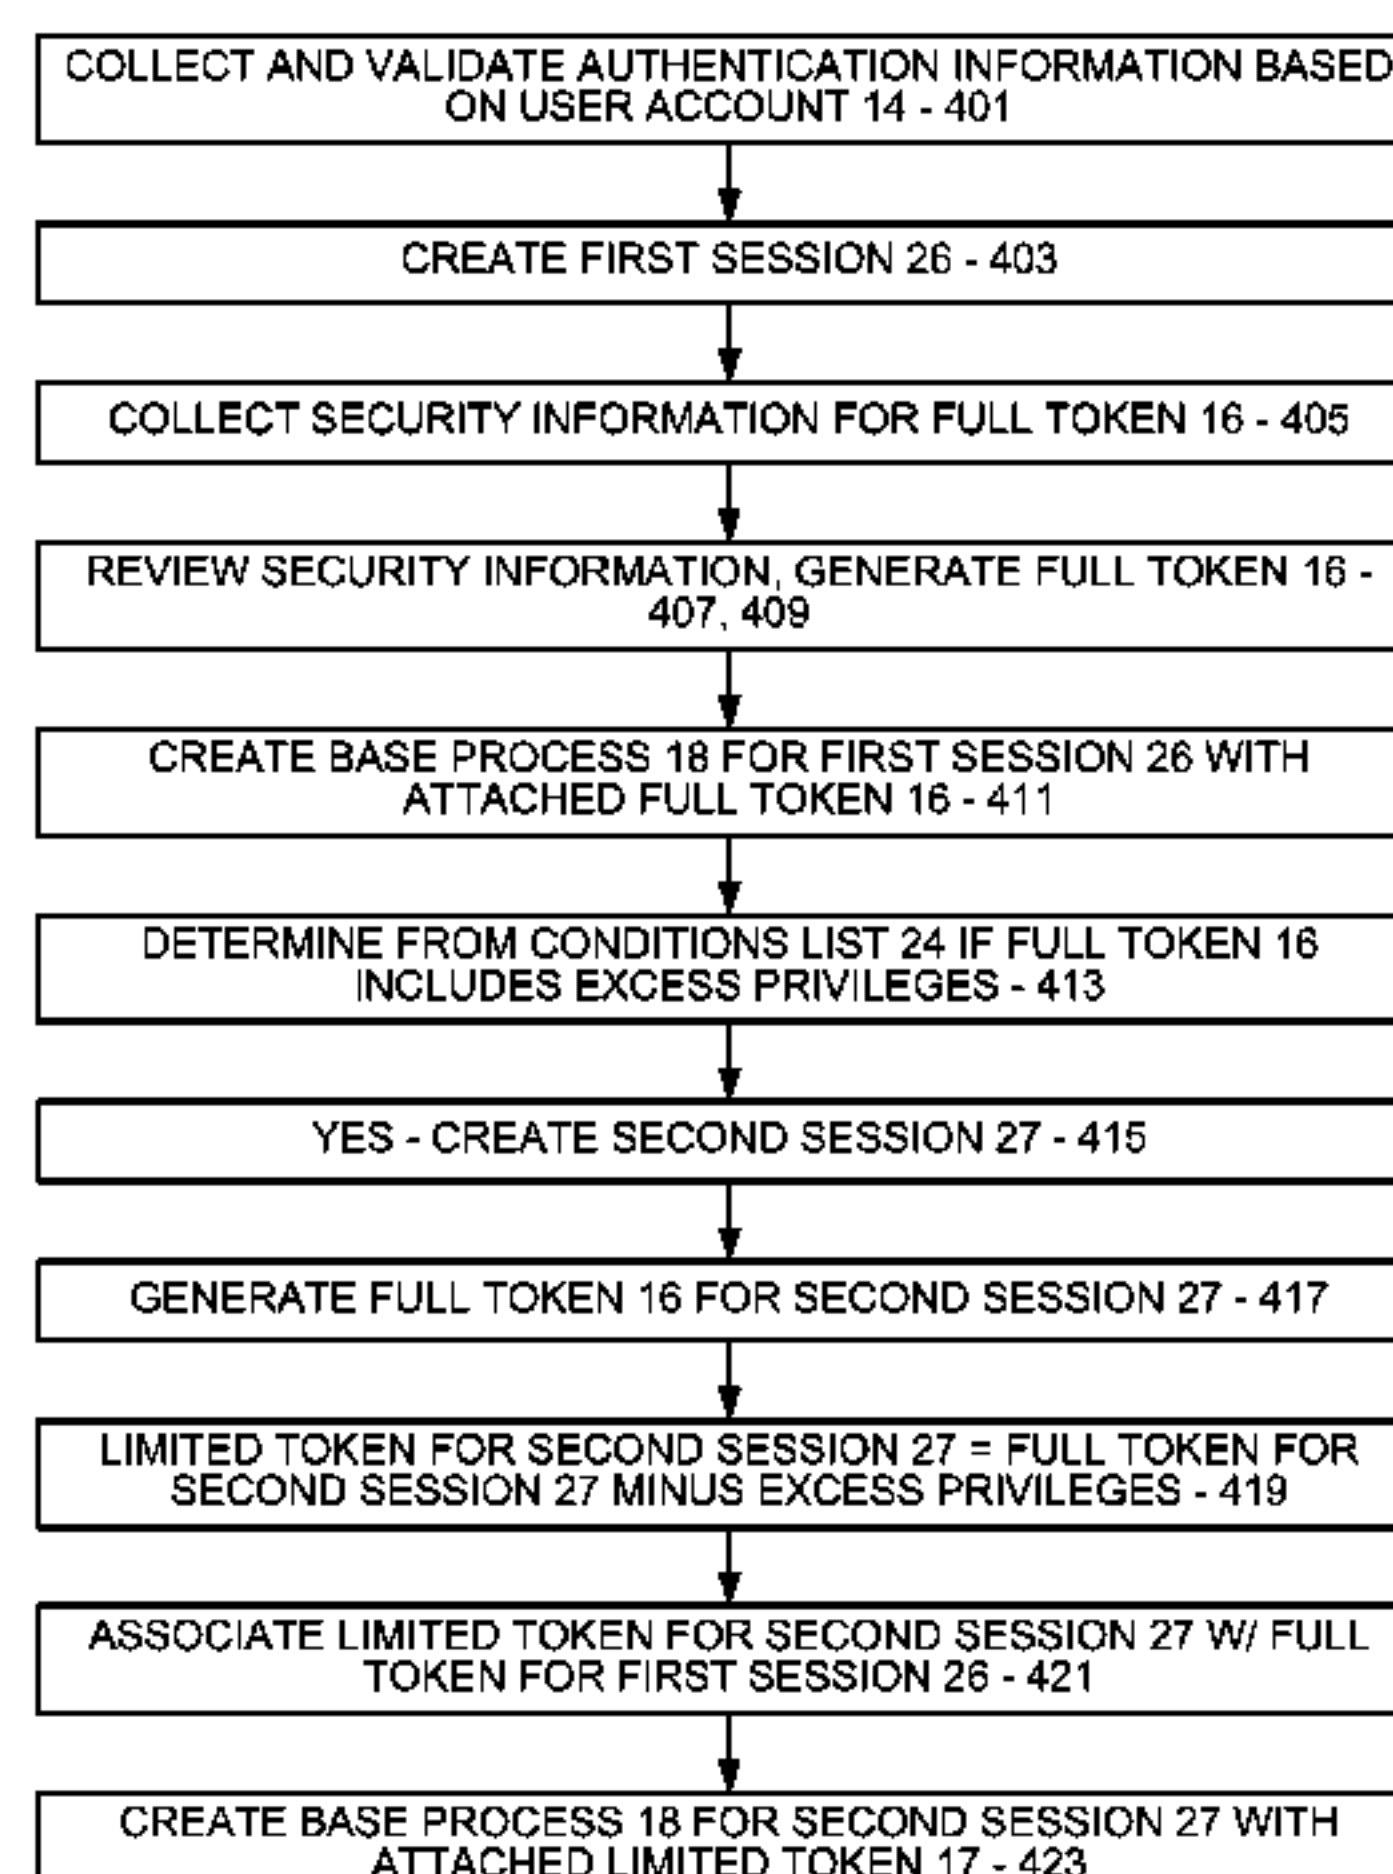 COLLECT AND VALIDATE AUTHENTICATION INFORMATION BASED
ON USER ACCOUNT 14 - 401
CREATE FIRST SESSION 26 - 403
COLLECT SECURITY INFORMATION FOR FULL TOKEN 16 - 405
REVIEW SECURITY INFORMATION, GENERATE FULL TOKEN 16 -
407, 409
CREATE BASE PROCESS 18 FOR FIRST SESSION 26 WITH
ATTACHED FULL TOKEN 16 - 411
DETERMINE FROM CONDITIONS LIST 24 IF FULL TOKEN 16
INCLUDES EXCESS PRIVILEGES - 413
YES - CREATE SECOND SESSION 27 - 415
GENERATE FULL TOKEN 16 FOR SECOND SESSION 27 - 417
LIMITED TOKEN FOR SECOND SESSION 27 = FULL TOKEN FOR
SECOND SESSION 27 MINUS EXCESS PRIVILEGES - 419
ASSOCIATE LIMITED TOKEN FOR SECOND SESSION 27 W/ FULL
TOKEN FOR FIRST SESSION 26 - 421
CREATE BASE PROCESS 18 FOR SECOND SESSION 27 WITH
ATTACHED LIMITED TOKEN 17 - 423